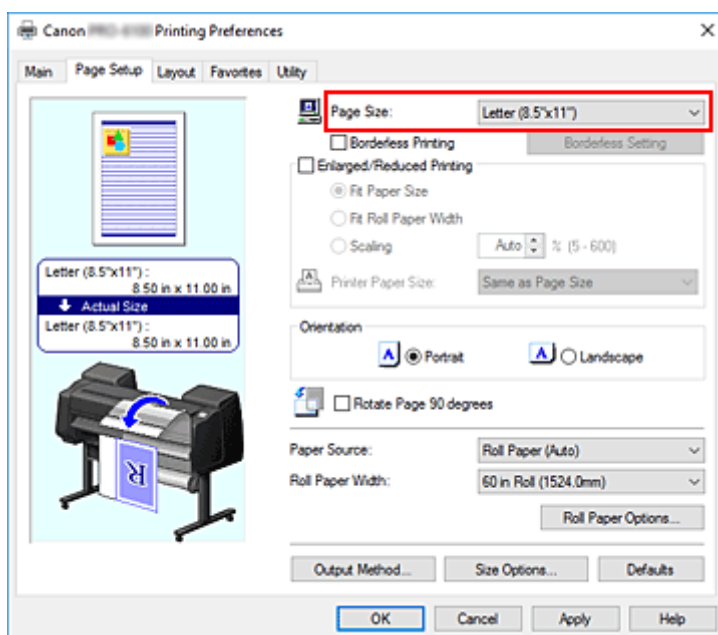 Canon Printing Preferences
Main Page Setup Layout Favorites Utility
Page Size: Letter (8.5"x11")
Borderless Printing Borderless Setting
Enlarged/Reduced Printing
Fit Paper Size
Fit Roll Paper Width
Scaling Auto % (5 - 600)
Printer Paper Size: Same as Page Size
Letter (8.5"x11") :
8.50 in x 11.00 in
Actual Size
Letter (8.5"x11") :
8.50 in x 11.00 in
Orientation
A Portrait A Landscape
Rotate Page 90 degrees
R
Paper Source: Roll Paper (Auto)
Roll Paper Width: 60 in Roll (1524.0mm)
Roll Paper Options...
Output Method... Size Options... Defaults
OK Cancel Apply Help